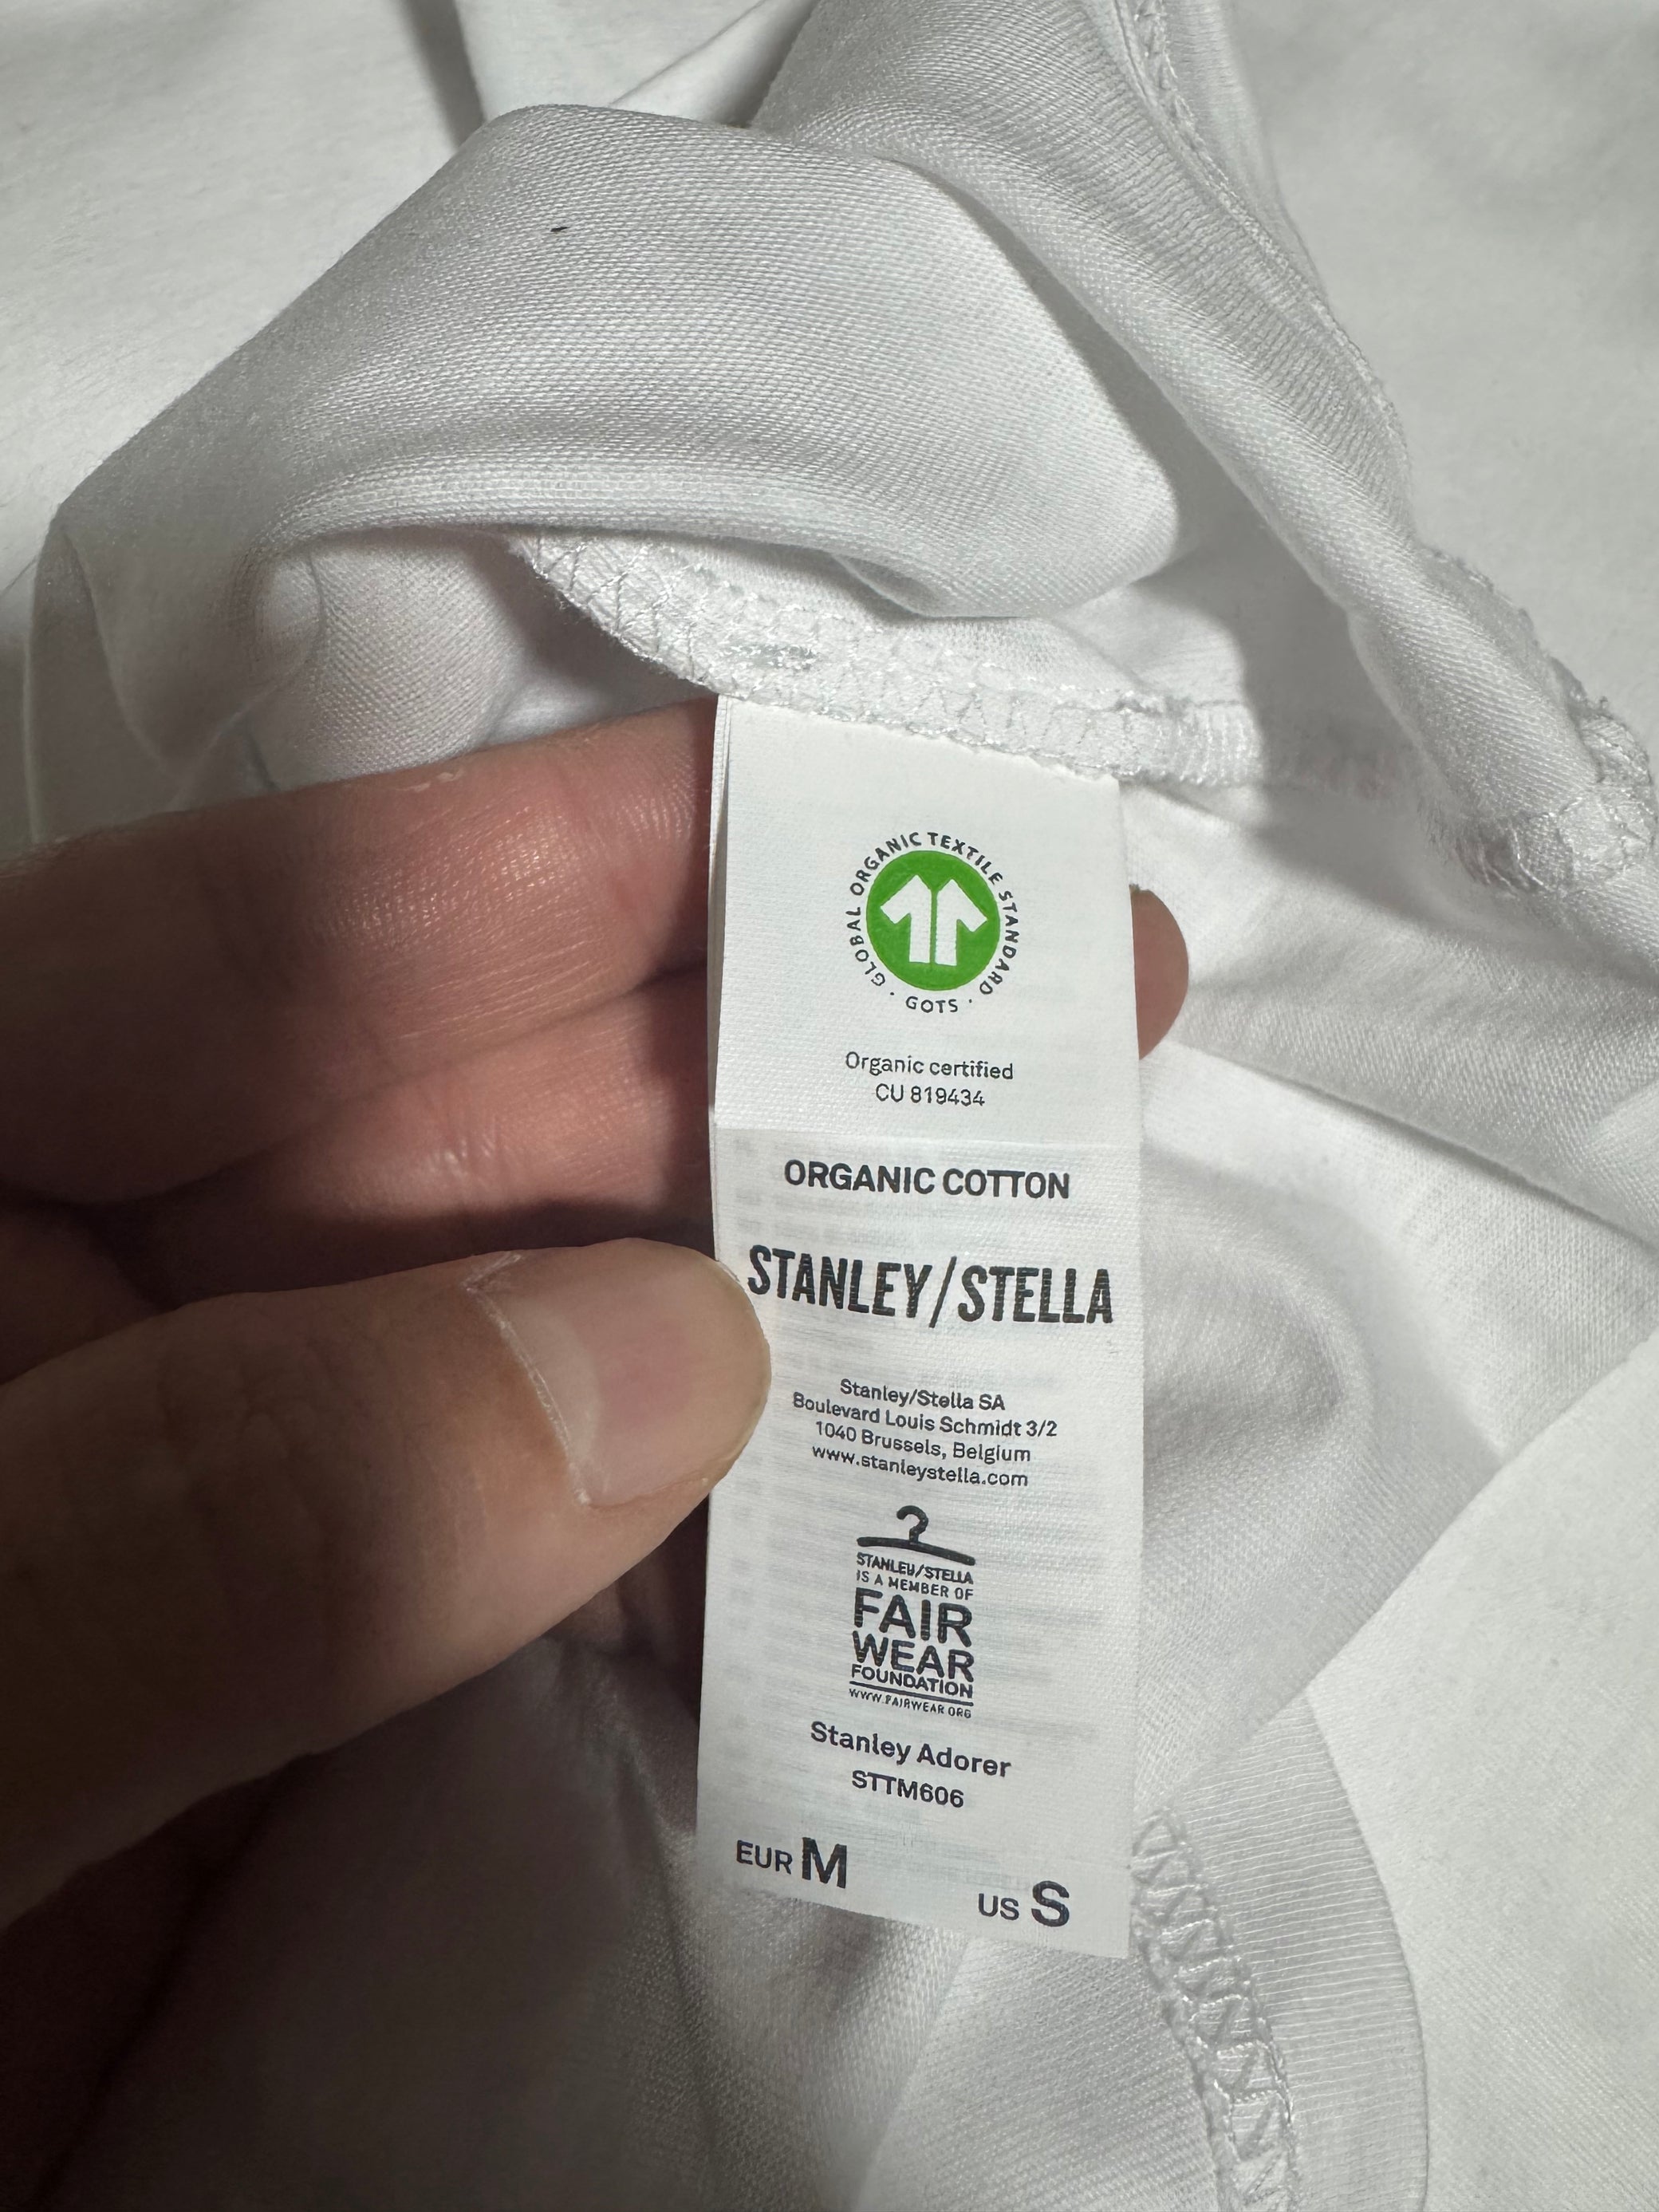 GLOBAL ORGANIC TEXTILE STANDARD · GOTS ·
Organic certified
CU 819434
ORGANIC COTTON
STANLEY/STELLA
Stanley/Stella SA
Boulevard Louis Schmidt 3/2
1040 Brussels, Belgium
www.stanleystella.com
STANLEY/STELLA
IS A MEMBER OF
FAIR
WEAR
FOUNDATION
WWW.FAIRWEAR.ORG
Stanley Adorer
STTM606
EUR M
US S